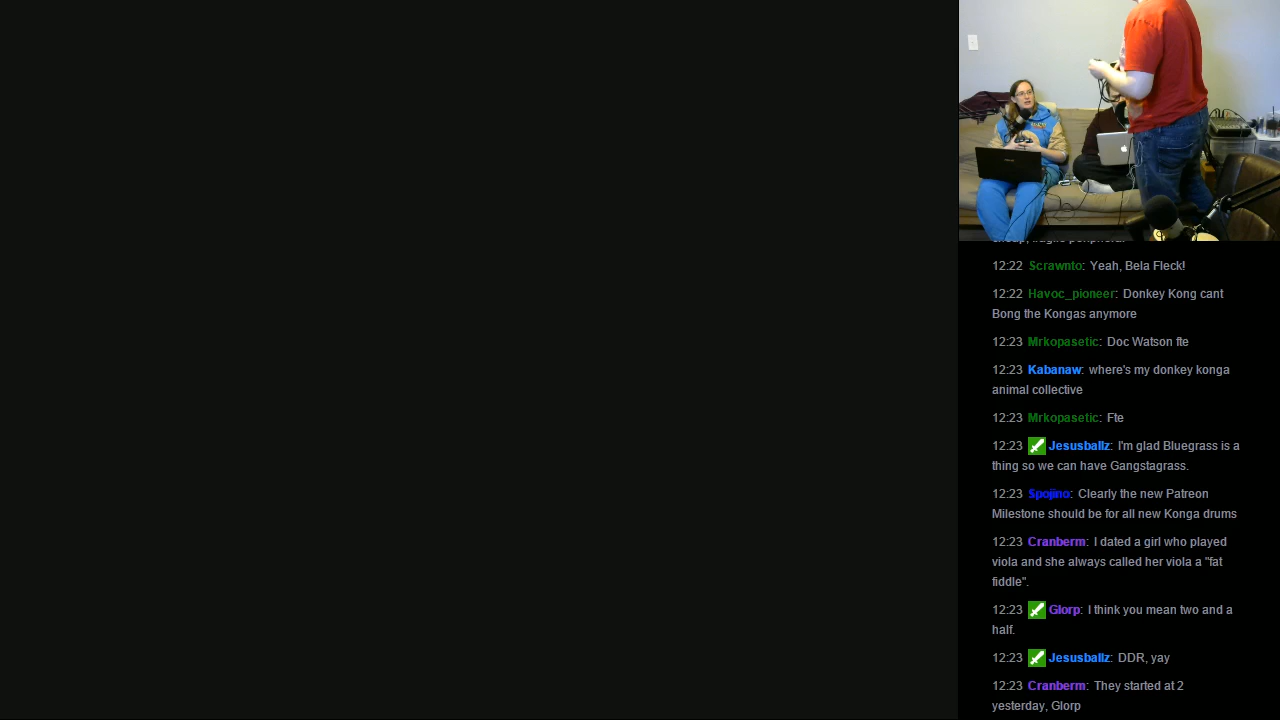 12:22 Scrawnto: Yeah, Bela Fleck!
12:22 Havoc_pioneer: Donkey Kong cant
Bong the Kongas anymore
12:23 Mrkopasetic: Doc Watson fte
12:23 Kabanaw: where's my donkey konga
animal collective
12:23 Mrkopasetic: Fte
12:23 Jesusballz: I'm glad Bluegrass is a
thing so we can have Gangstagrass.
12:23 Spojino: Clearly the new Patreon
Milestone should be for all new Konga drums
12:23 Cranberm: I dated a girl who played
viola and she always called her viola a "fat
fiddle".
12:23 Glorp: I think you mean two and a
half.
12:23 Jesusballz: DDR, yay
12:23 Cranberm: They started at 2
yesterday, Glorp